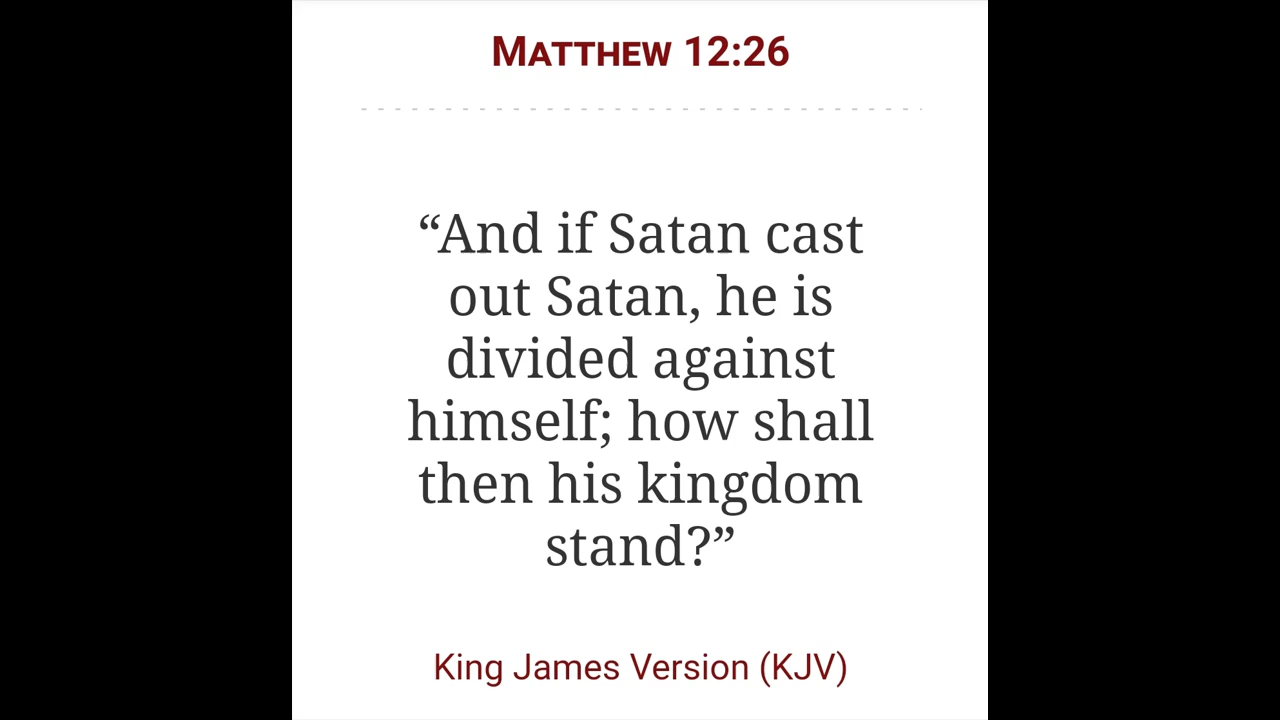 MATTHEW 12:26
“And if Satan cast
out Satan, he is
divided against
himself; how shall
then his kingdom
stand?”
King James Version (KJV)